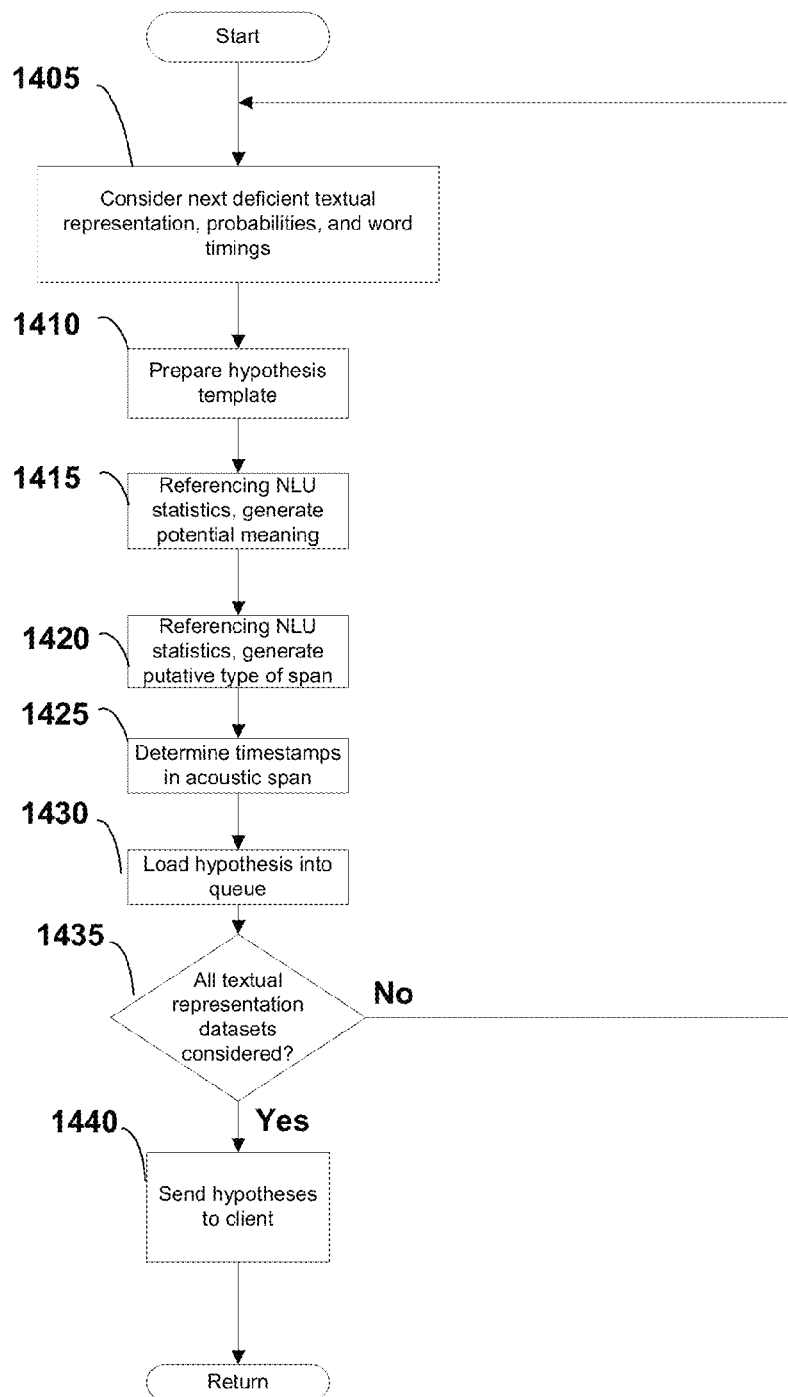 Start
1405
Consider next deficient textual
representation, probabilities, and word
timings
1410
Prepare hypothesis
template
1415
Referencing NLU
statistics, generate
potential meaning
1420
Referencing NLU
statistics, generate
putative type of span
1425
Determine timestamps
in acoustic span
1430
Load hypothesis into
queue
1435
All textual
representation
datasets
considered?
No
Yes
1440
Send hypotheses
to client
Return